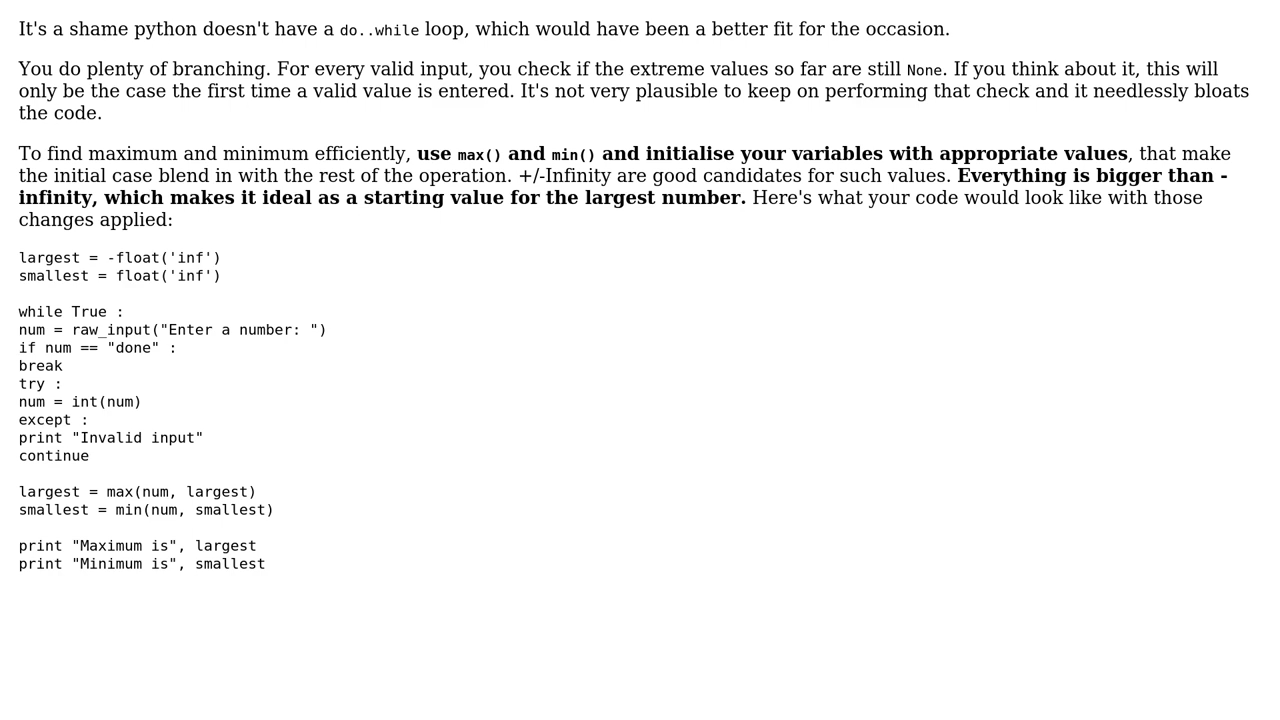 It's a shame python doesn't have a do..while loop, which would have been a better fit for the occasion.
You do plenty of branching. For every valid input, you check if the extreme values so far are still None. If you think about it, this will
only be the case the first time a valid value is entered. It's not very plausible to keep on performing that check and it needlessly bloats
the code.
To find maximum and minimum efficiently, use max() and min() and initialise your variables with appropriate values, that make
the initial case blend in with the rest of the operation. +/-Infinity are good candidates for such values. Everything is bigger than -
infinity, which makes it ideal as a starting value for the largest number. Here's what your code would look like with those
changes applied:
largest = -float('inf')
smallest = float('inf')
while True :
num = raw_input("Enter a number: ")
if num == "done" :
break
try :
num = int(num)
except :
print "Invalid input"
continue
largest = max(num, largest)
smallest = min(num, smallest)
print "Maximum is", largest
print "Minimum is", smallest